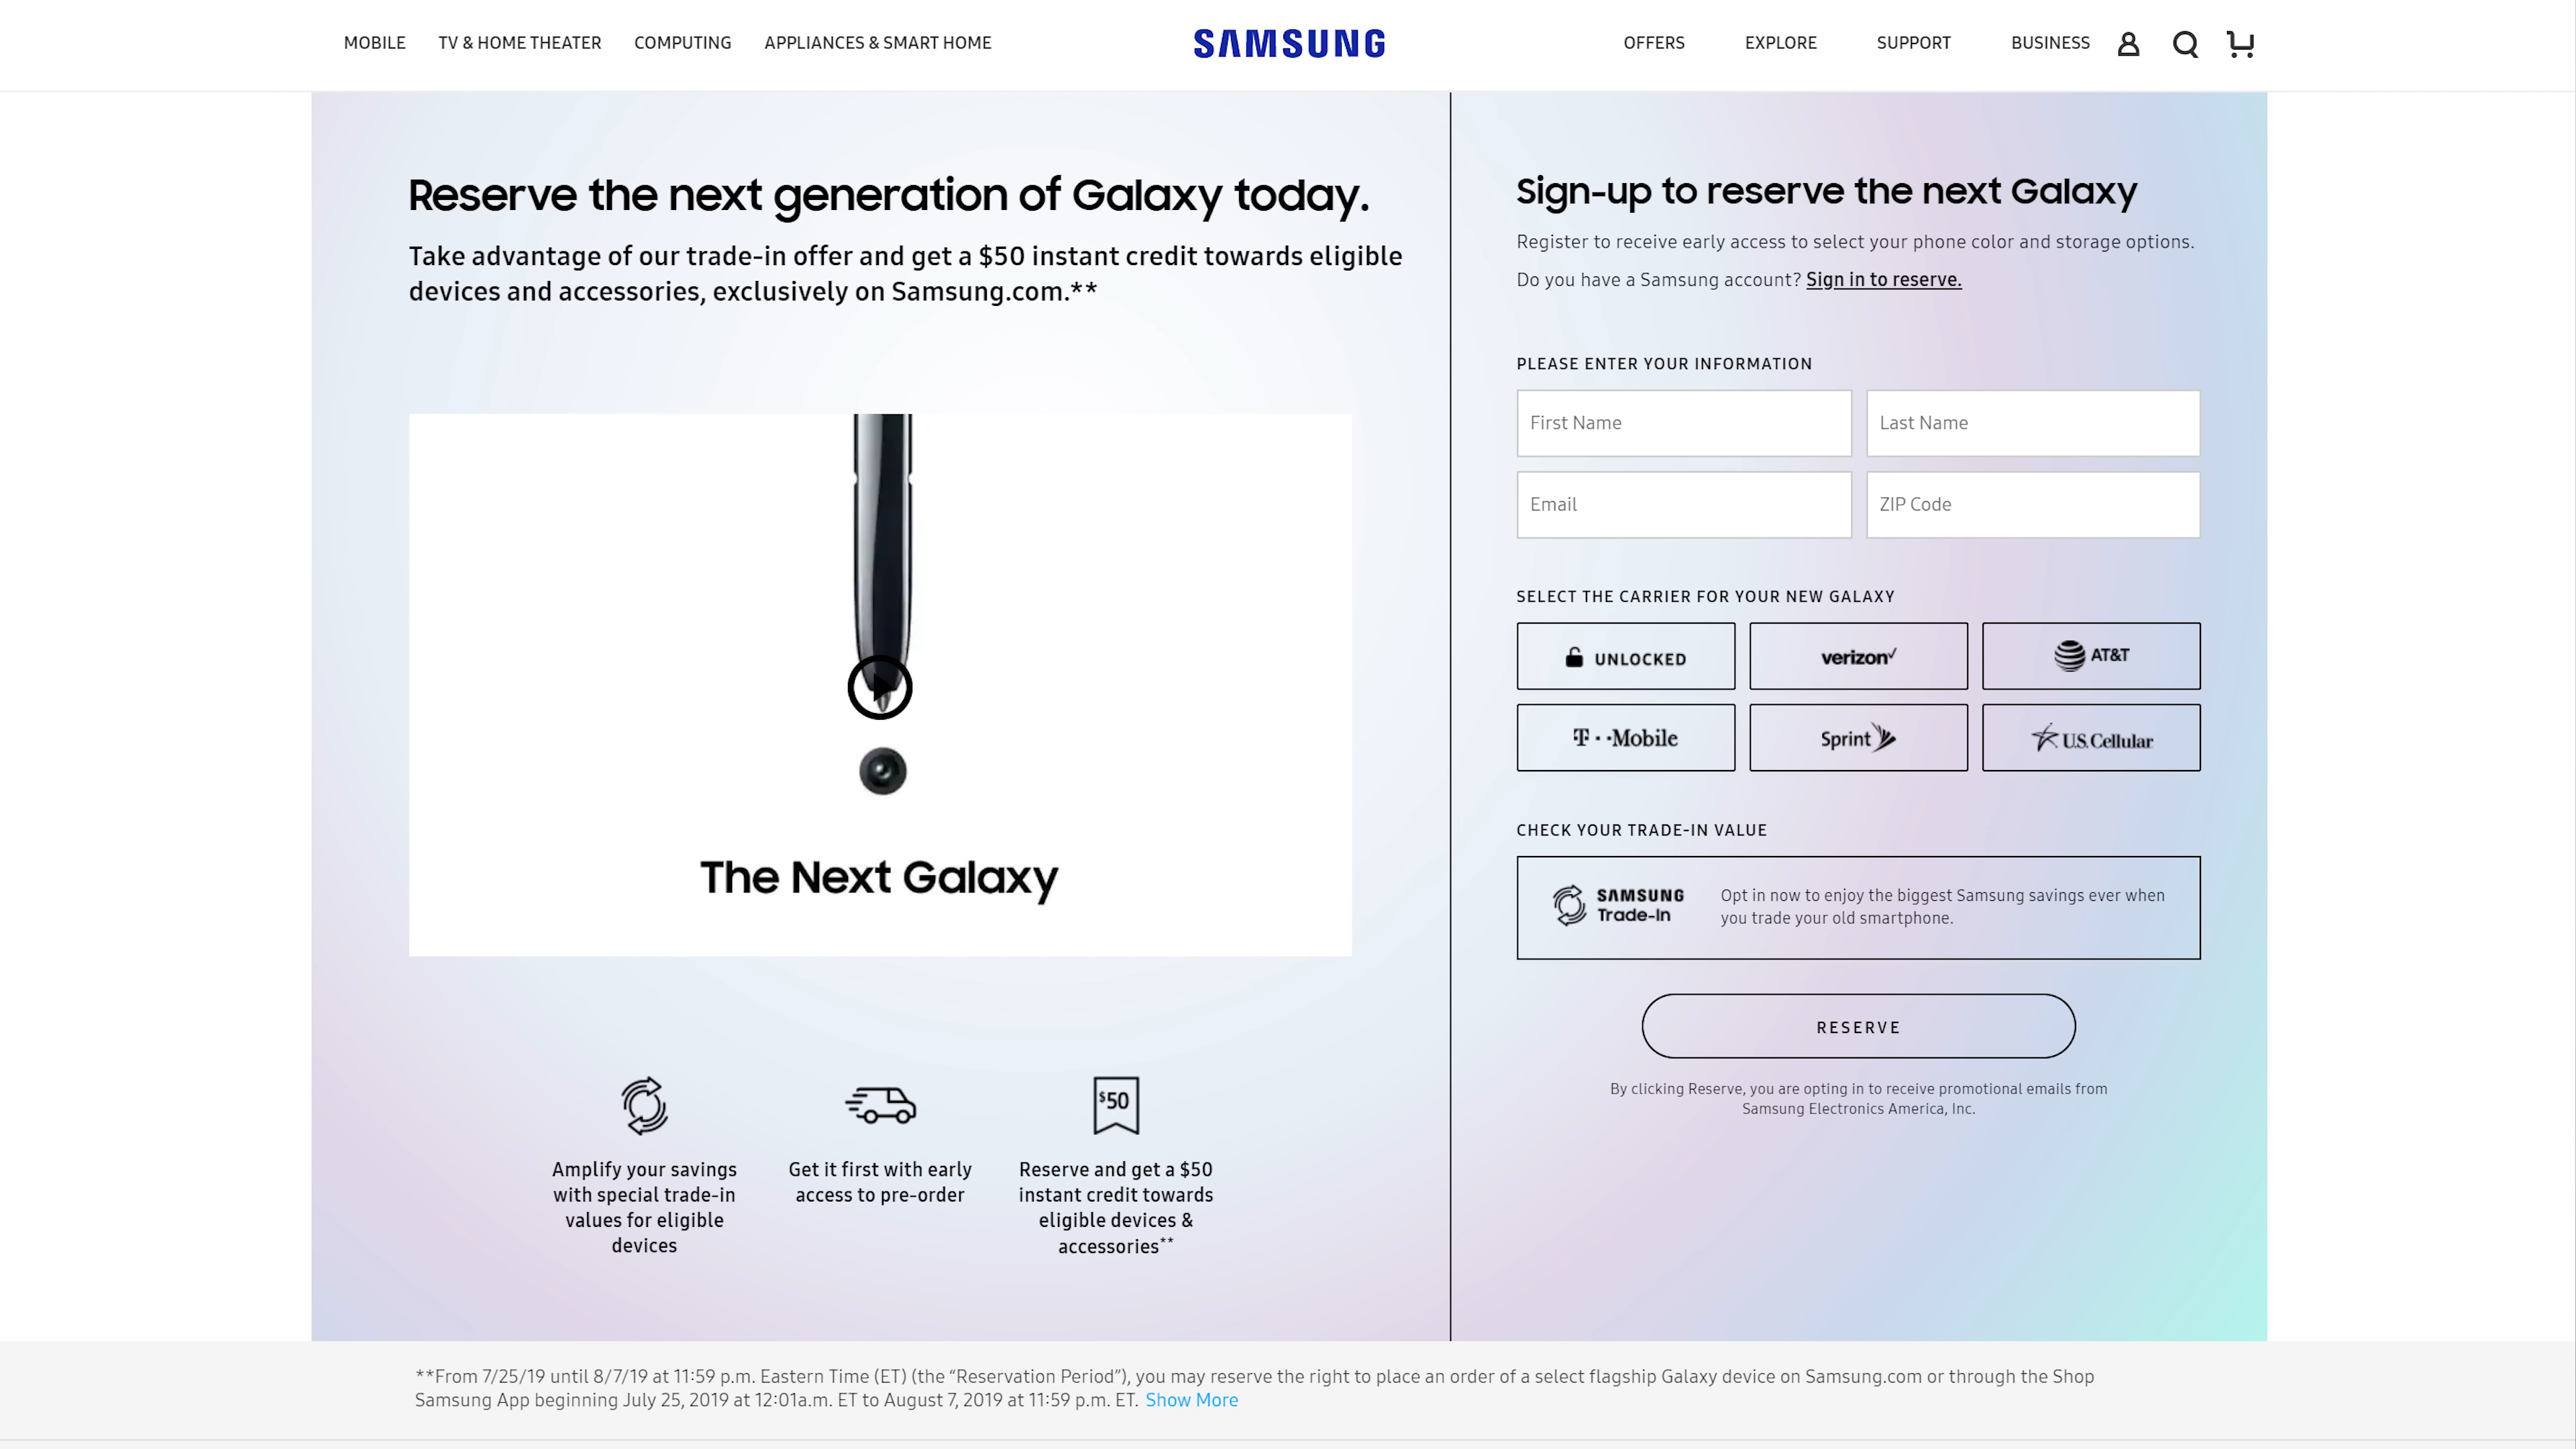 MOBILE TV & HOME THEATER COMPUTING APPLIANCES & SMART HOME SAMSUNG OFFERS EXPLORE SUPPORT BUSINESS
Reserve the next generation of Galaxy today.
Take advantage of our trade-in offer and get a $50 instant credit towards eligible
devices and accessories, exclusively on Samsung.com.**
The Next Galaxy
Amplify your savings
with special trade-in
values for eligible
devices
Get it first with early
access to pre-order
$50
Reserve and get a $50
instant credit towards
eligible devices &
accessories**
Sign-up to reserve the next Galaxy
Register to receive early access to select your phone color and storage options.
Do you have a Samsung account? Sign in to reserve.
PLEASE ENTER YOUR INFORMATION
First Name Last Name
Email ZIP Code
SELECT THE CARRIER FOR YOUR NEW GALAXY
UNLOCKED verizon✓ AT&T
T··Mobile Sprint U.S. Cellular
CHECK YOUR TRADE-IN VALUE
SAMSUNG
Trade-In
Opt in now to enjoy the biggest Samsung savings ever when
you trade your old smartphone.
RESERVE
By clicking Reserve, you are opting in to receive promotional emails from
Samsung Electronics America, Inc.
**From 7/25/19 until 8/7/19 at 11:59 p.m. Eastern Time (ET) (the “Reservation Period”), you may reserve the right to place an order of a select flagship Galaxy device on Samsung.com or through the Shop
Samsung App beginning July 25, 2019 at 12:01a.m. ET to August 7, 2019 at 11:59 p.m. ET. Show More